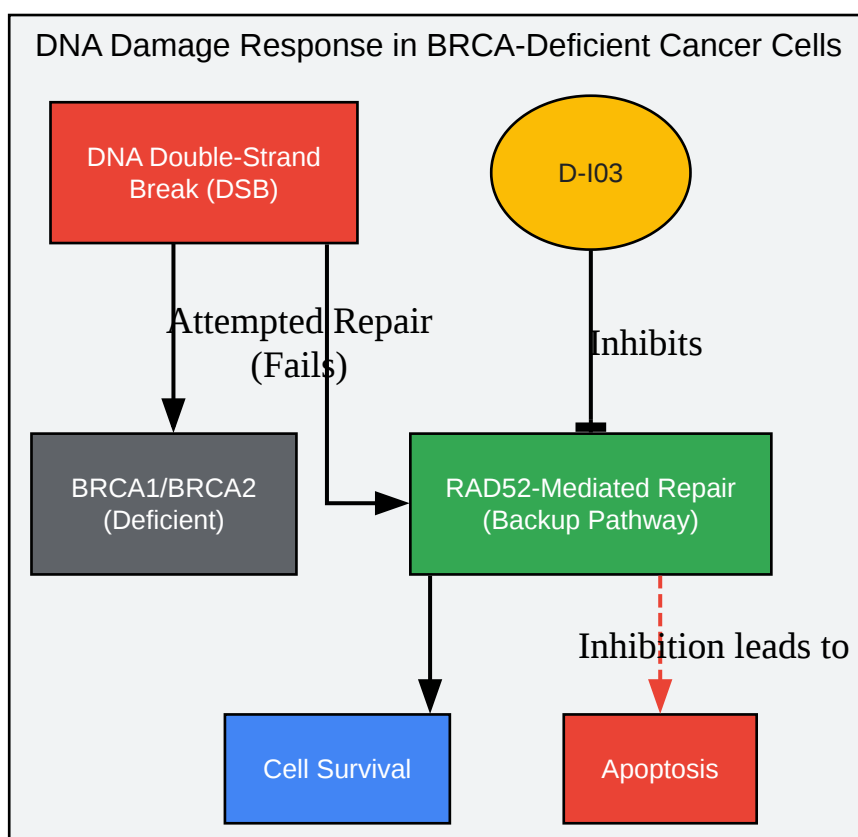 DNA Damage Response in BRCA-Deficient Cancer Cells
DNA Double-Strand
Break (DSB)
D-I03
Attempted Repair
(Fails)
Inhibits
BRCA1/BRCA2
(Deficient)
RAD52-Mediated Repair
(Backup Pathway)
Inhibition leads to
Cell Survival
Apoptosis